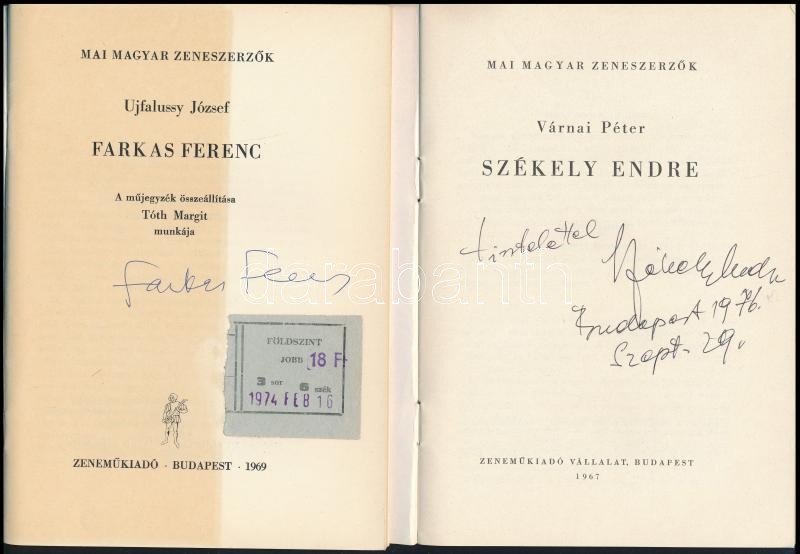 MAI MAGYAR ZENESZERZŐK
Ujfalussy József
FARKAS FERENC
A műjegyzék összeállítása
Tóth Margit
munkája
Farkas Ferenc
FÖLDSZINT
JOBB 18 Ft
3 sor 6 szék
1974 FEB 16
ZENEMŰKIADÓ · BUDAPEST · 1969
MAI MAGYAR ZENESZERZŐK
Várnai Péter
SZÉKELY ENDRE
tisztelettel
Székely Endre
Budapest 1976.
Szept. 29.
ZENEMŰKIADÓ VÁLLALAT, BUDAPEST
1967
darabanth